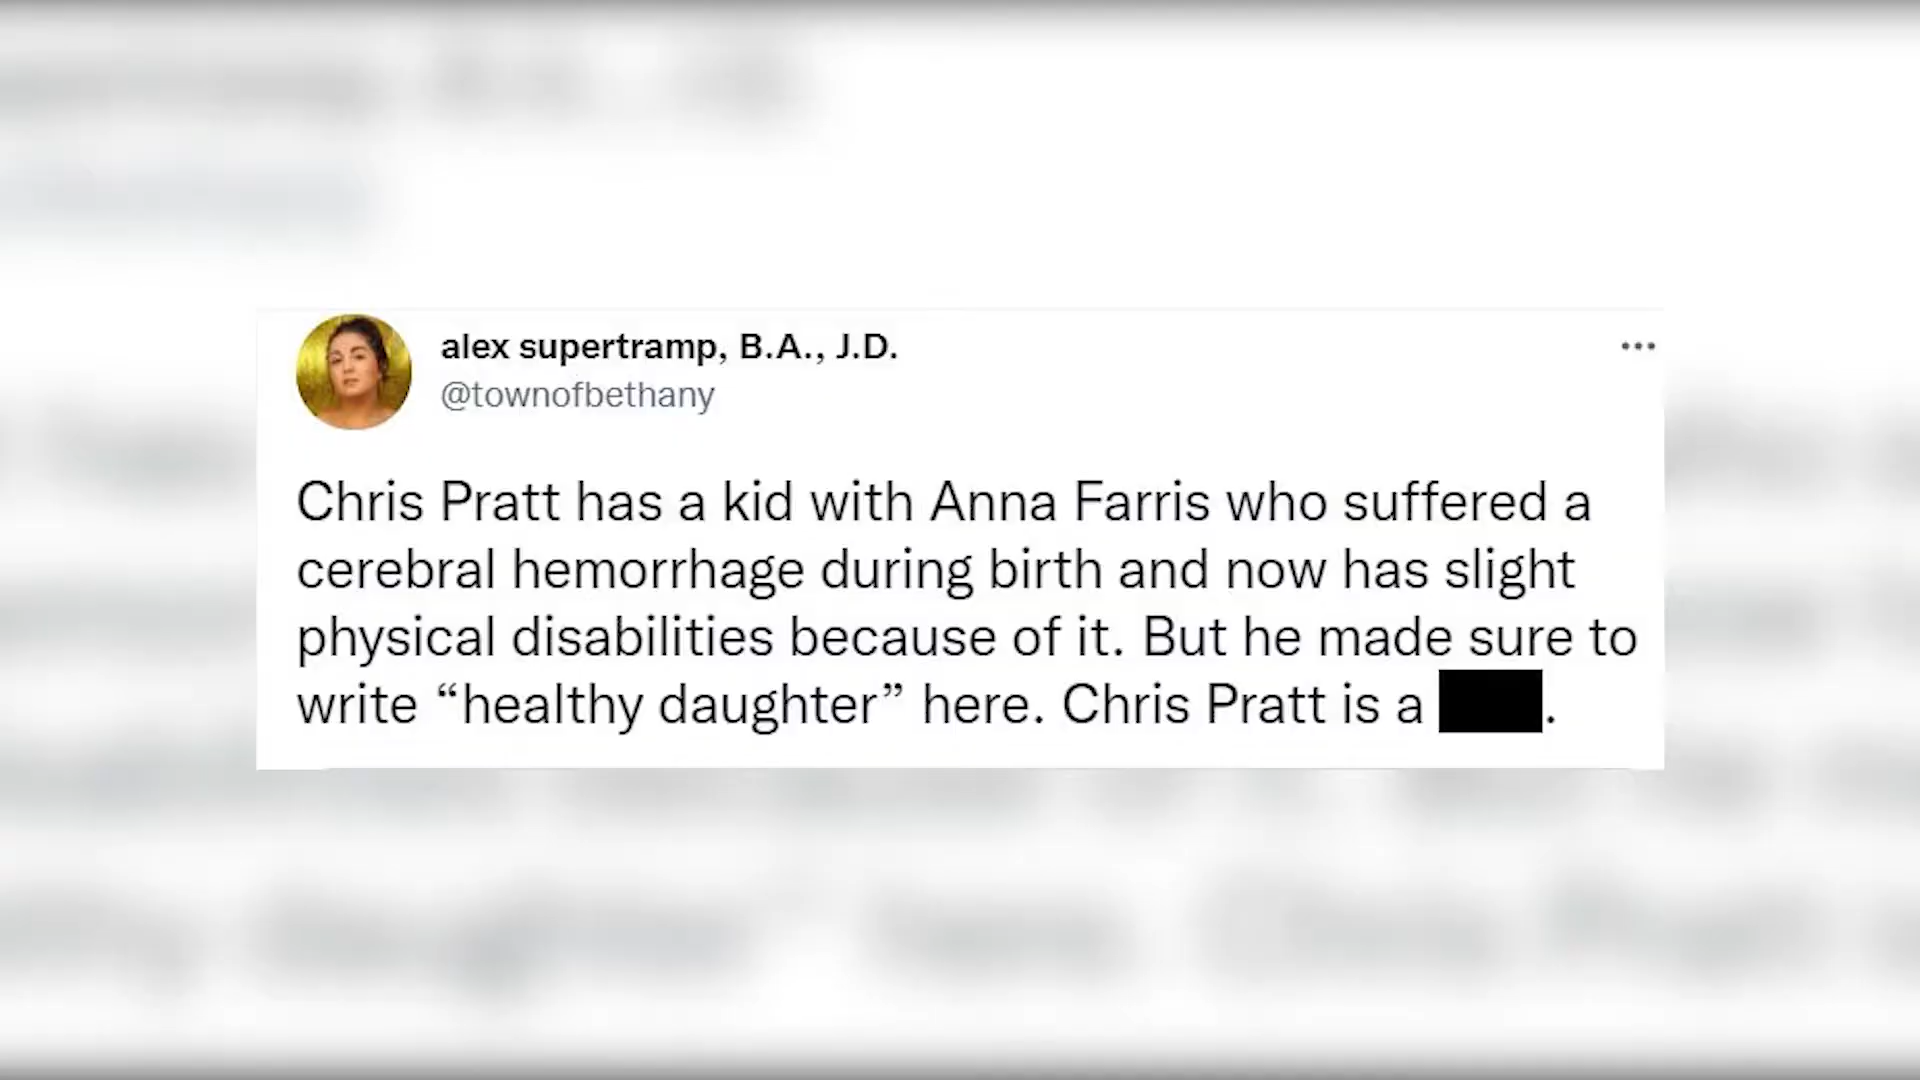 alex supertramp, B.A., J.D.
@townofbethany
Chris Pratt has a kid with Anna Farris who suffered a
cerebral hemorrhage during birth and now has slight
physical disabilities because of it. But he made sure to
write “healthy daughter” here. Chris Pratt is a .